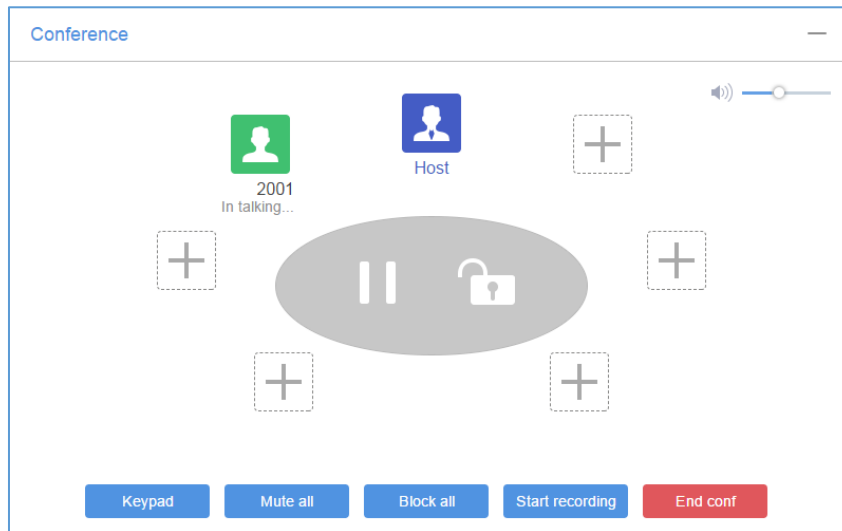 Conference
Host
2001
In talking...
Keypad
Mute all
Block all
Start recording
End conf